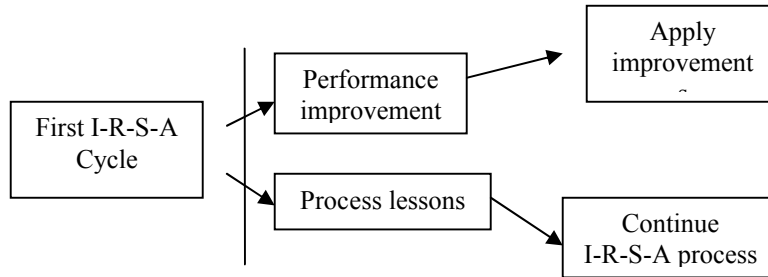 First I-R-S-A
Cycle
Performance
improvement
Process lessons
Apply
improvement
Continue
I-R-S-A process